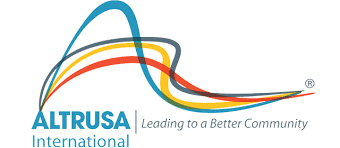 ®
ALTRUSA
International
Leading to a Better Community